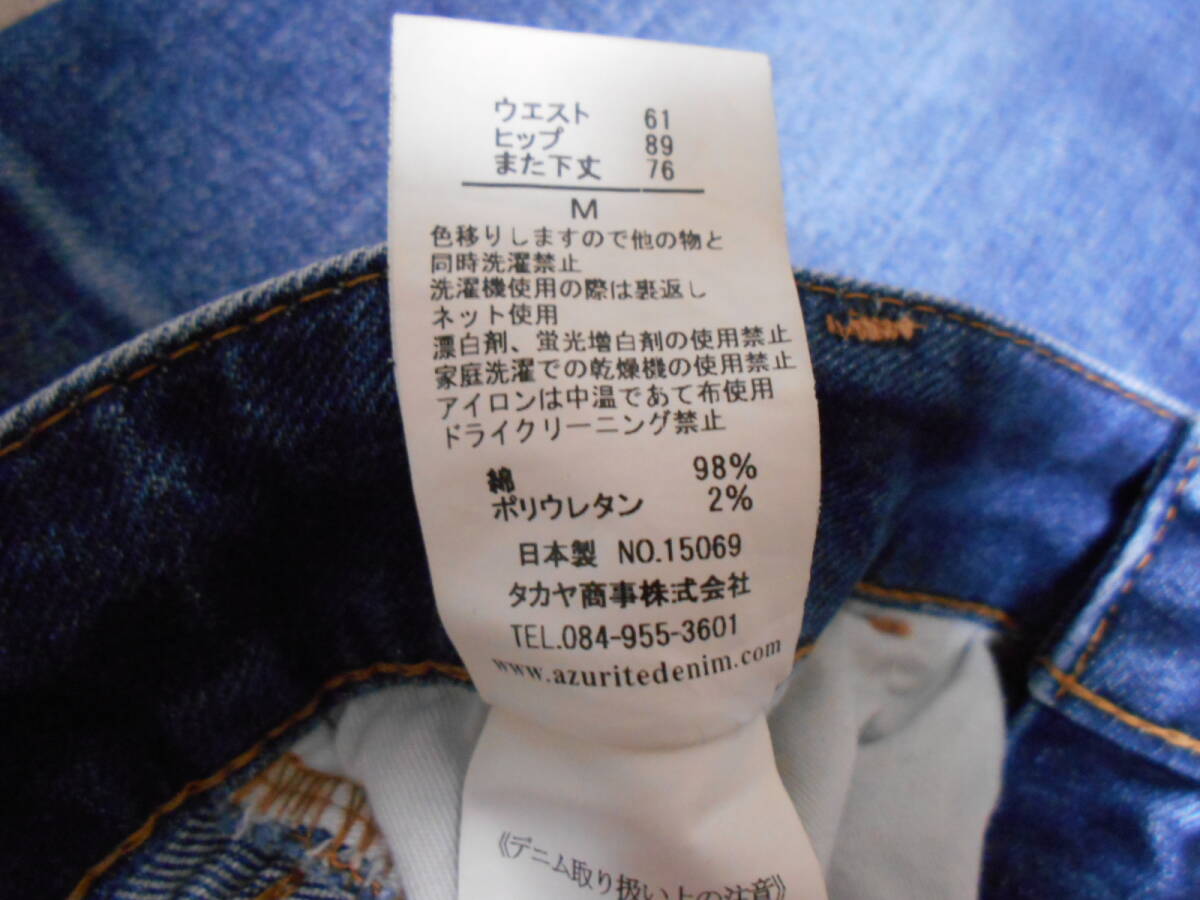 ウエスト 61
ヒップ 89
また下丈 76
M
色移りしますので他の物と
同時洗濯禁止
洗濯機使用の際は裏返し
ネット使用
漂白剤、蛍光増白剤の使用禁止
家庭洗濯での乾燥機の使用禁止
アイロンは中温であて布使用
ドライクリーニング禁止
綿 98%
ポリウレタン 2%
日本製 NO.15069
タカヤ商事株式会社
TEL.084-955-3601
www.azuritedenim.com
《デニム取り扱い上の注意》